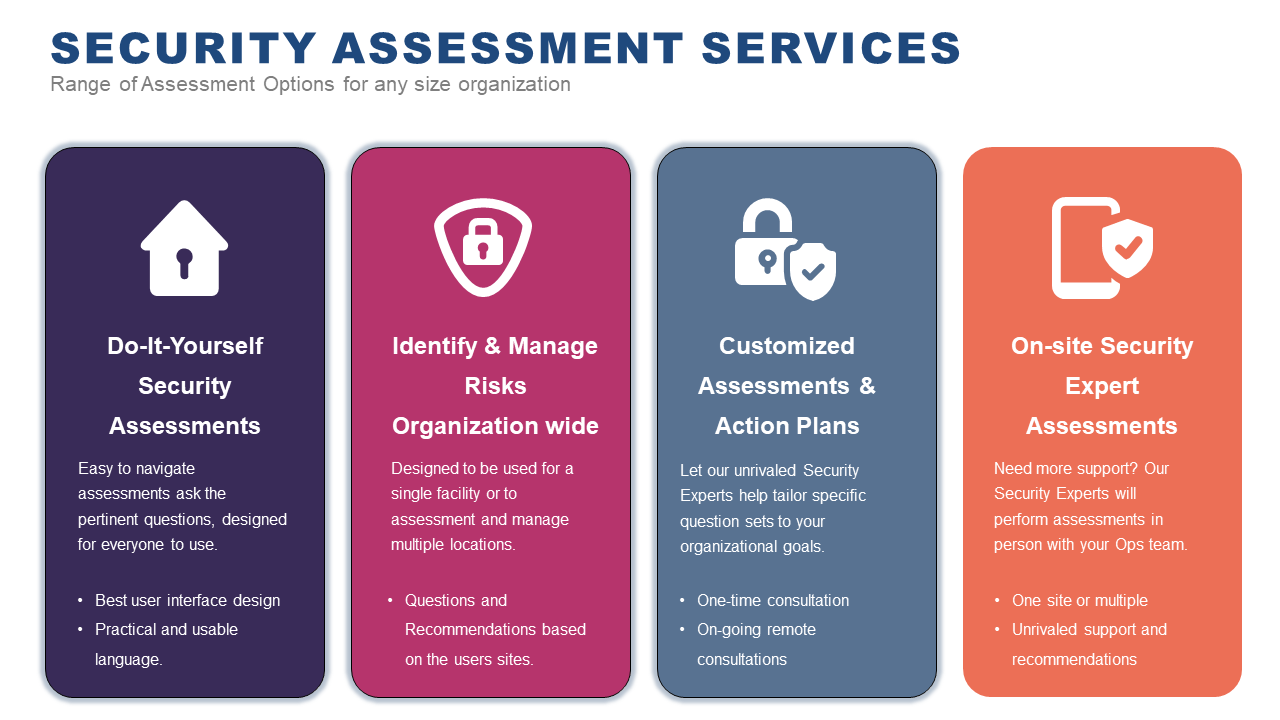 SECURITY ASSESSMENT SERVICES
Range of Assessment Options for any size organization
Do-It-Yourself
Security
Assessments
Easy to navigate
assessments ask the
pertinent questions, designed
for everyone to use.
• Best user interface design
• Practical and usable
language.
Identify & Manage
Risks
Organization wide
Designed to be used for a
single facility or to
assessment and manage
multiple locations.
• Questions and
Recommendations based
on the users sites.
Customized
Assessments &
Action Plans
Let our unrivaled Security
Experts help tailor specific
question sets to your
organizational goals.
• One-time consultation
• On-going remote
consultations
On-site Security
Expert
Assessments
Need more support? Our
Security Experts will
perform assessments in
person with your Ops team.
• One site or multiple
• Unrivaled support and
recommendations